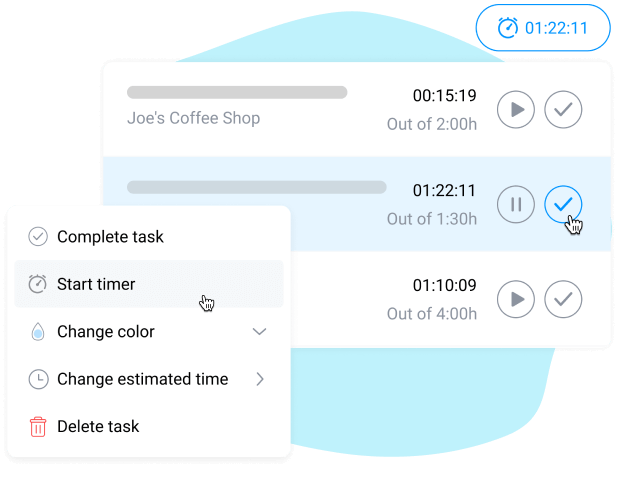 01:22:11
00:15:19
Joe's Coffee Shop
Out of 2:00h
01:22:11
Out of 1:30h
01:10:09
Out of 4:00h
Complete task
Start timer
Change color
Change estimated time
Delete task